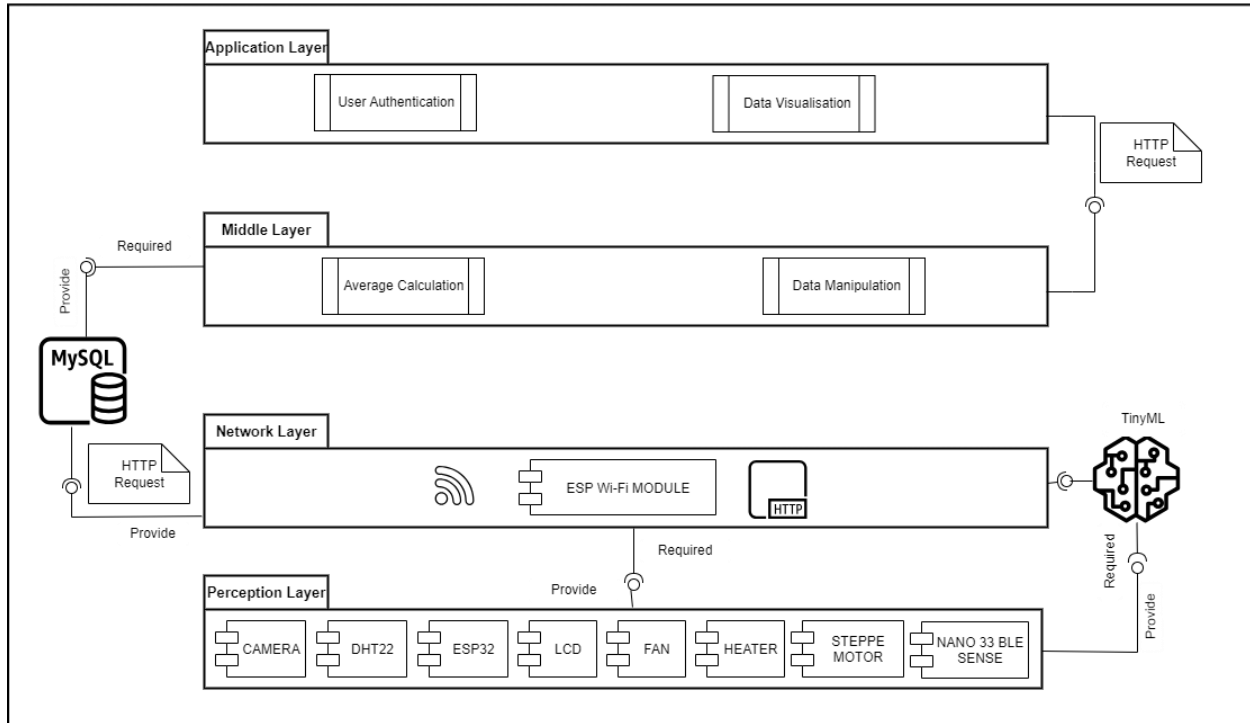 Application Layer
User Authentication
Data Visualisation
HTTP
Request
Middle Layer
Required
Average Calculation
Data Manipulation
Provide
MySQL
Network Layer
TinyML
HTTP
Request
ESP Wi-Fi MODULE
HTTP
Provide
Required
Required
Perception Layer
Provide
Provide
CAMERA
DHT22
ESP32
LCD
FAN
HEATER
STEPPE
MOTOR
NANO 33 BLE
SENSE